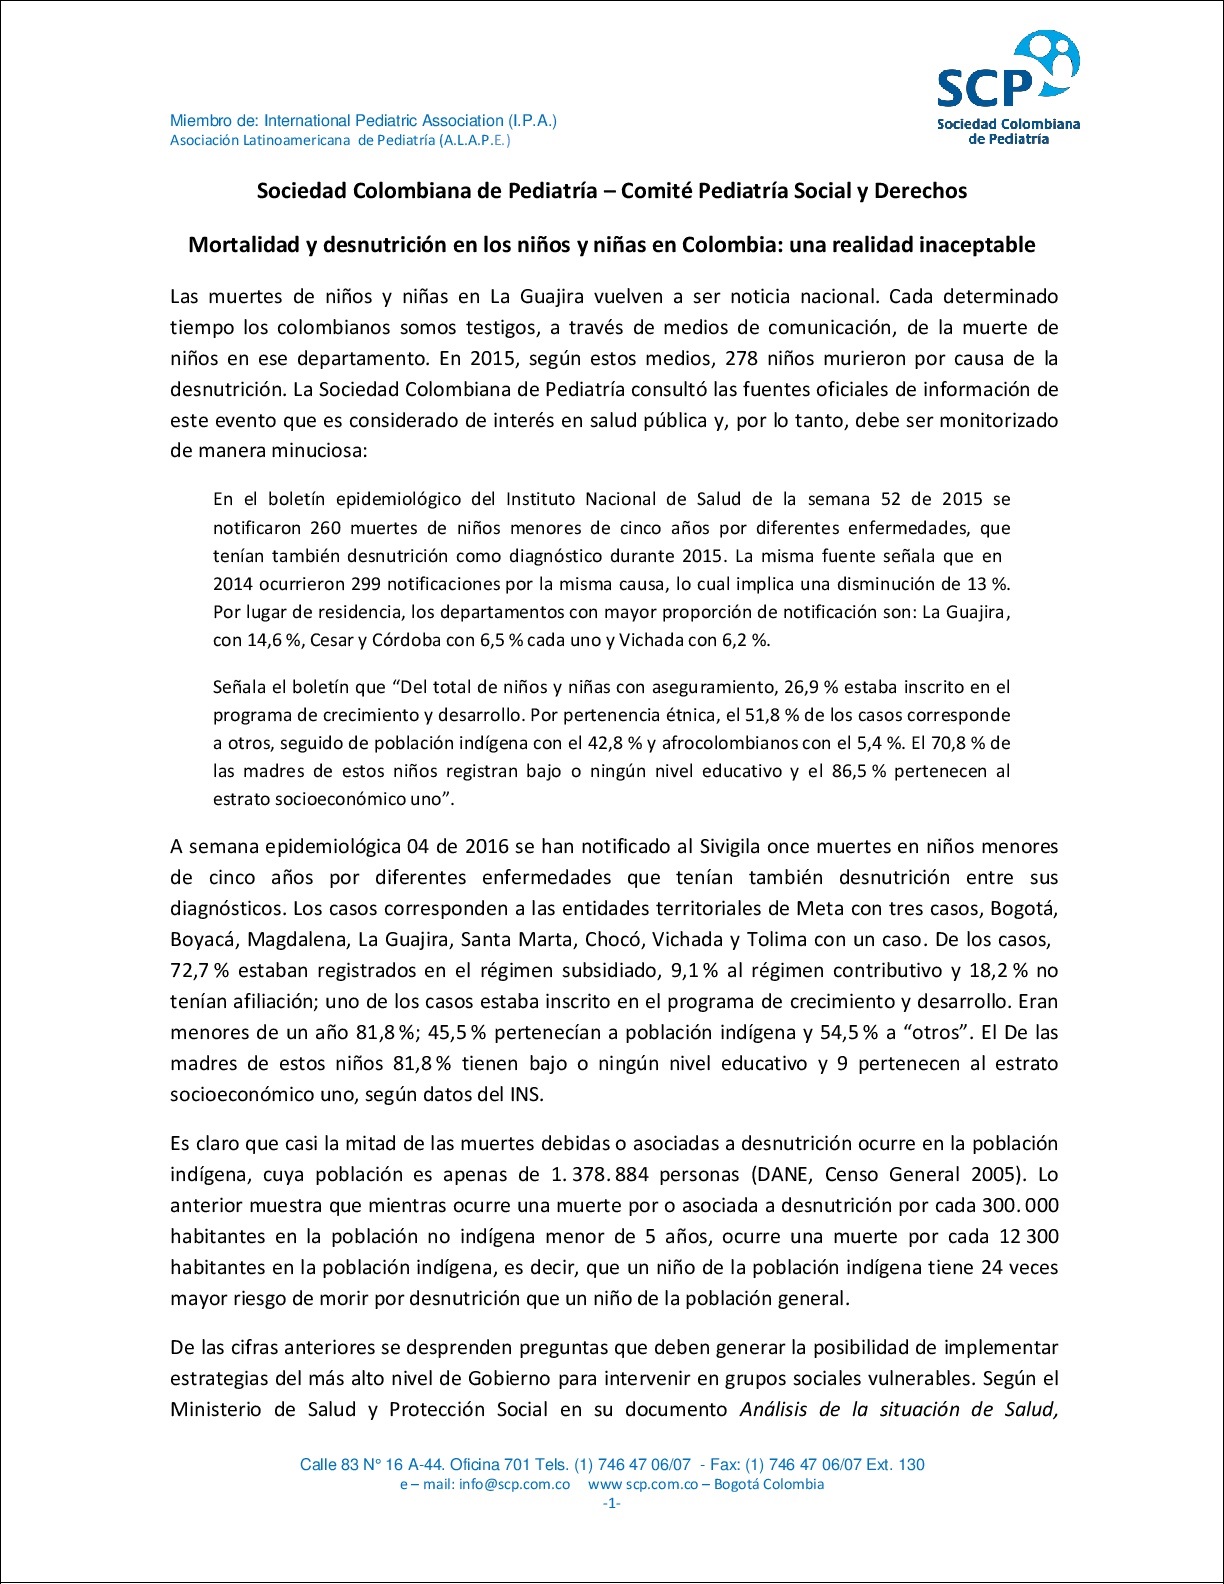 SCP
Sociedad Colombiana
de Pediatría
Miembro de: International Pediatric Association (I.P.A.)
Asociación Latinoamericana de Pediatría (A.L.A.P.E.)
Sociedad Colombiana de Pediatría – Comité Pediatría Social y Derechos
Mortalidad y desnutrición en los niños y niñas en Colombia: una realidad inaceptable
Las muertes de niños y niñas en La Guajira vuelven a ser noticia nacional. Cada determinado
tiempo los colombianos somos testigos, a través de medios de comunicación, de la muerte de
niños en ese departamento. En 2015, según estos medios, 278 niños murieron por causa de la
desnutrición. La Sociedad Colombiana de Pediatría consultó las fuentes oficiales de información de
este evento que es considerado de interés en salud pública y, por lo tanto, debe ser monitorizado
de manera minuciosa:
En el boletín epidemiológico del Instituto Nacional de Salud de la semana 52 de 2015 se
notificaron 260 muertes de niños menores de cinco años por diferentes enfermedades, que
tenían también desnutrición como diagnóstico durante 2015. La misma fuente señala que en
2014 ocurrieron 299 notificaciones por la misma causa, lo cual implica una disminución de 13 %.
Por lugar de residencia, los departamentos con mayor proporción de notificación son: La Guajira,
con 14,6 %, Cesar y Córdoba con 6,5 % cada uno y Vichada con 6,2 %.
Señala el boletín que “Del total de niños y niñas con aseguramiento, 26,9 % estaba inscrito en el
programa de crecimiento y desarrollo. Por pertenencia étnica, el 51,8 % de los casos corresponde
a otros, seguido de población indígena con el 42,8 % y afrocolombianos con el 5,4 %. El 70,8 % de
las madres de estos niños registran bajo o ningún nivel educativo y el 86,5 % pertenecen al
estrato socioeconómico uno”.
A semana epidemiológica 04 de 2016 se han notificado al Sivigila once muertes en niños menores
de cinco años por diferentes enfermedades que tenían también desnutrición entre sus
diagnósticos. Los casos corresponden a las entidades territoriales de Meta con tres casos, Bogotá,
Boyacá, Magdalena, La Guajira, Santa Marta, Chocó, Vichada y Tolima con un caso. De los casos,
72,7 % estaban registrados en el régimen subsidiado, 9,1 % al régimen contributivo y 18,2 % no
tenían afiliación; uno de los casos estaba inscrito en el programa de crecimiento y desarrollo. Eran
menores de un año 81,8 %; 45,5 % pertenecían a población indígena y 54,5 % a “otros”. El De las
madres de estos niños 81,8 % tienen bajo o ningún nivel educativo y 9 pertenecen al estrato
socioeconómico uno, según datos del INS.
Es claro que casi la mitad de las muertes debidas o asociadas a desnutrición ocurre en la población
indígena, cuya población es apenas de 1. 378. 884 personas (DANE, Censo General 2005). Lo
anterior muestra que mientras ocurre una muerte por o asociada a desnutrición por cada 300. 000
habitantes en la población no indígena menor de 5 años, ocurre una muerte por cada 12 300
habitantes en la población indígena, es decir, que un niño de la población indígena tiene 24 veces
mayor riesgo de morir por desnutrición que un niño de la población general.
De las cifras anteriores se desprenden preguntas que deben generar la posibilidad de implementar
estrategias del más alto nivel de Gobierno para intervenir en grupos sociales vulnerables. Según el
Ministerio de Salud y Protección Social en su documento Análisis de la situación de Salud,
Calle 83 N° 16 A-44. Oficina 701 Tels. (1) 746 47 06/07 - Fax: (1) 746 47 06/07 Ext. 130
e – mail: info@scp.com.co www scp.com.co – Bogotá Colombia
-1-